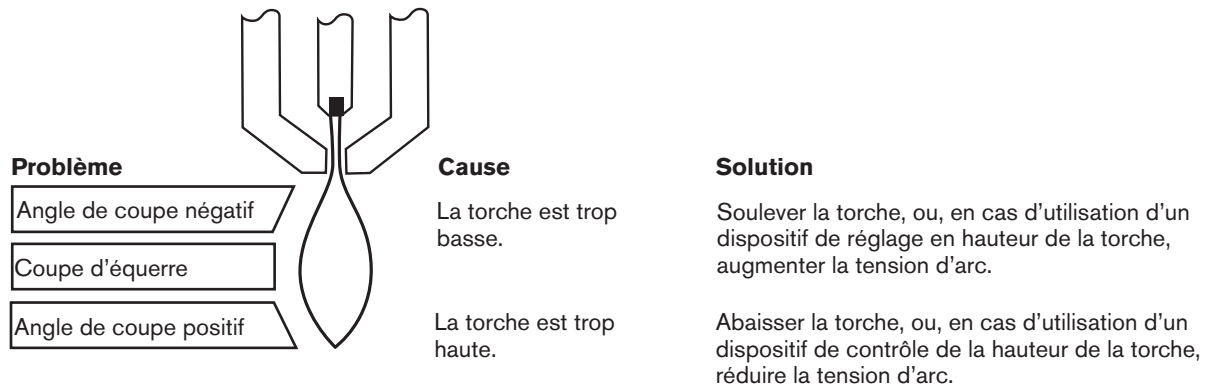 Problème
Cause
Solution
Angle de coupe négatif
La torche est trop
basse.
Soulever la torche, ou, en cas d'utilisation d'un
dispositif de réglage en hauteur de la torche,
augmenter la tension d'arc.
Coupe d'équerre
Angle de coupe positif
La torche est trop
haute.
Abaisser la torche, ou, en cas d'utilisation d'un
dispositif de contrôle de la hauteur de la torche,
réduire la tension d'arc.